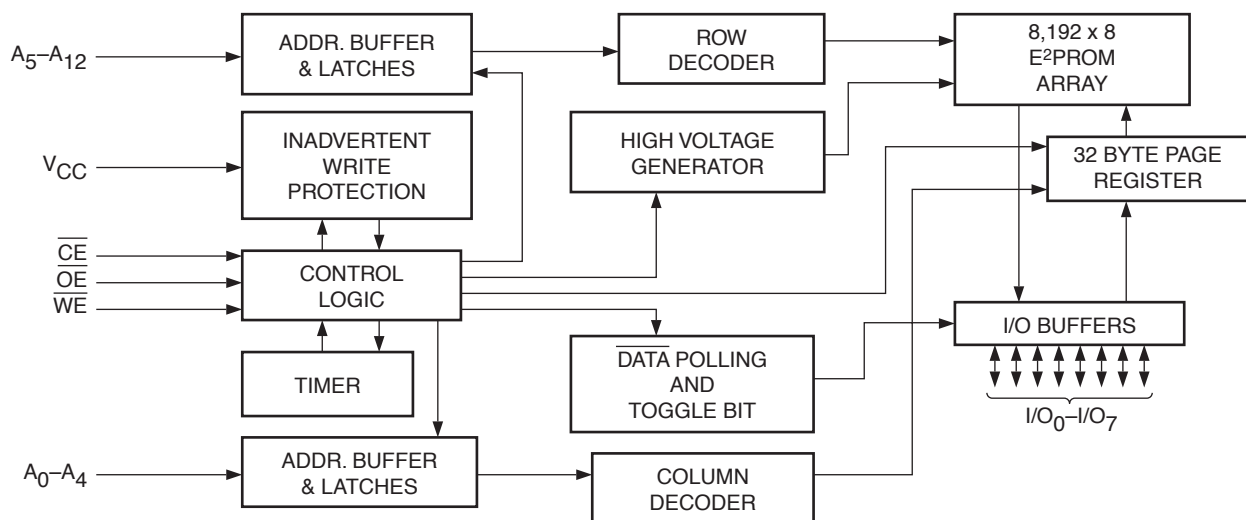 A5–A12
ADDR. BUFFER
& LATCHES
ROW
DECODER
8,192 x 8
E²PROM
ARRAY
VCC
INADVERTENT
WRITE
PROTECTION
HIGH VOLTAGE
GENERATOR
32 BYTE PAGE
REGISTER
CE
OE
WE
CONTROL
LOGIC
I/O BUFFERS
TIMER
DATA POLLING
AND
TOGGLE BIT
I/O0–I/O7
A0–A4
ADDR. BUFFER
& LATCHES
COLUMN
DECODER